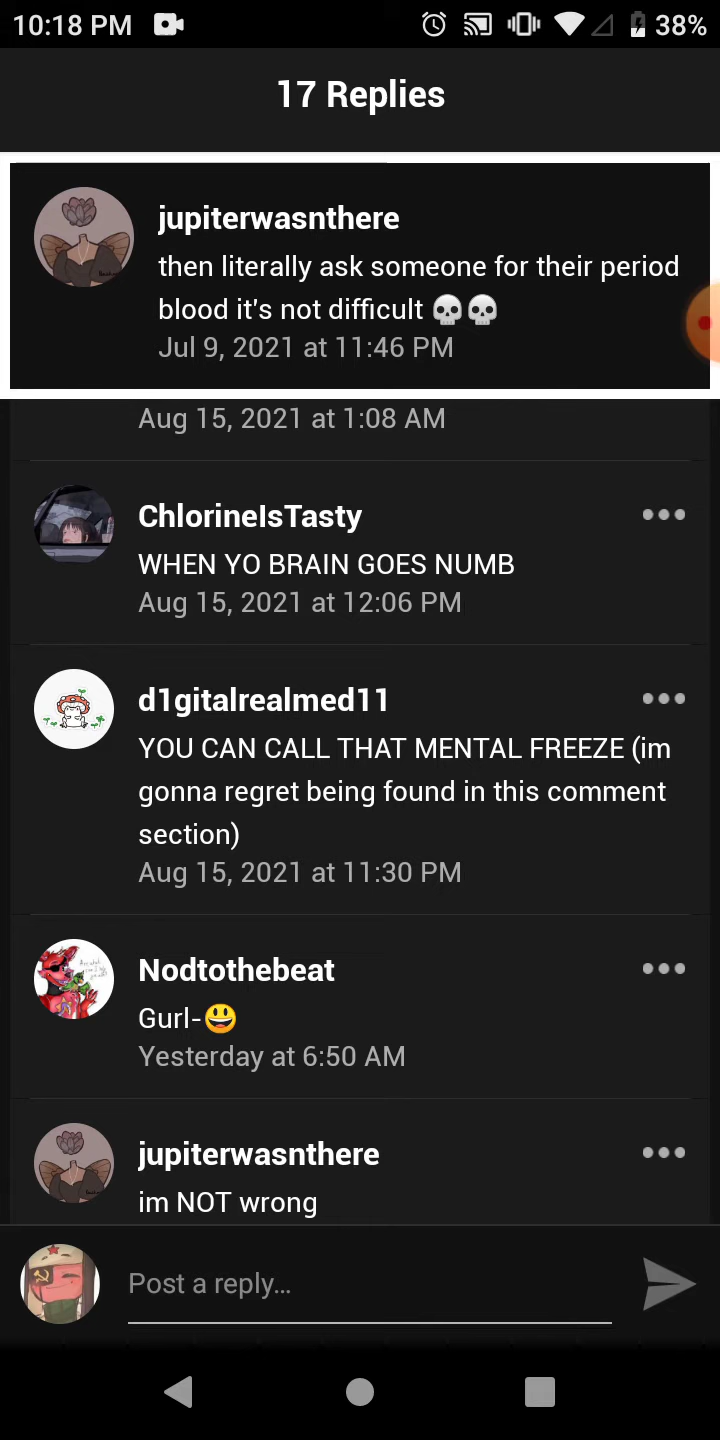 10:18 PM
38%
17 Replies
jupiterwasnthere
then literally ask someone for their period
blood it's not difficult 💀💀
Jul 9, 2021 at 11:46 PM
Aug 15, 2021 at 1:08 AM
ChlorineIsTasty
WHEN YO BRAIN GOES NUMB
Aug 15, 2021 at 12:06 PM
d1gitalrealmed11
YOU CAN CALL THAT MENTAL FREEZE (im
gonna regret being found in this comment
section)
Aug 15, 2021 at 11:30 PM
Nodtothebeat
Gurl-😃
Yesterday at 6:50 AM
jupiterwasnthere
im NOT wrong
Post a reply...